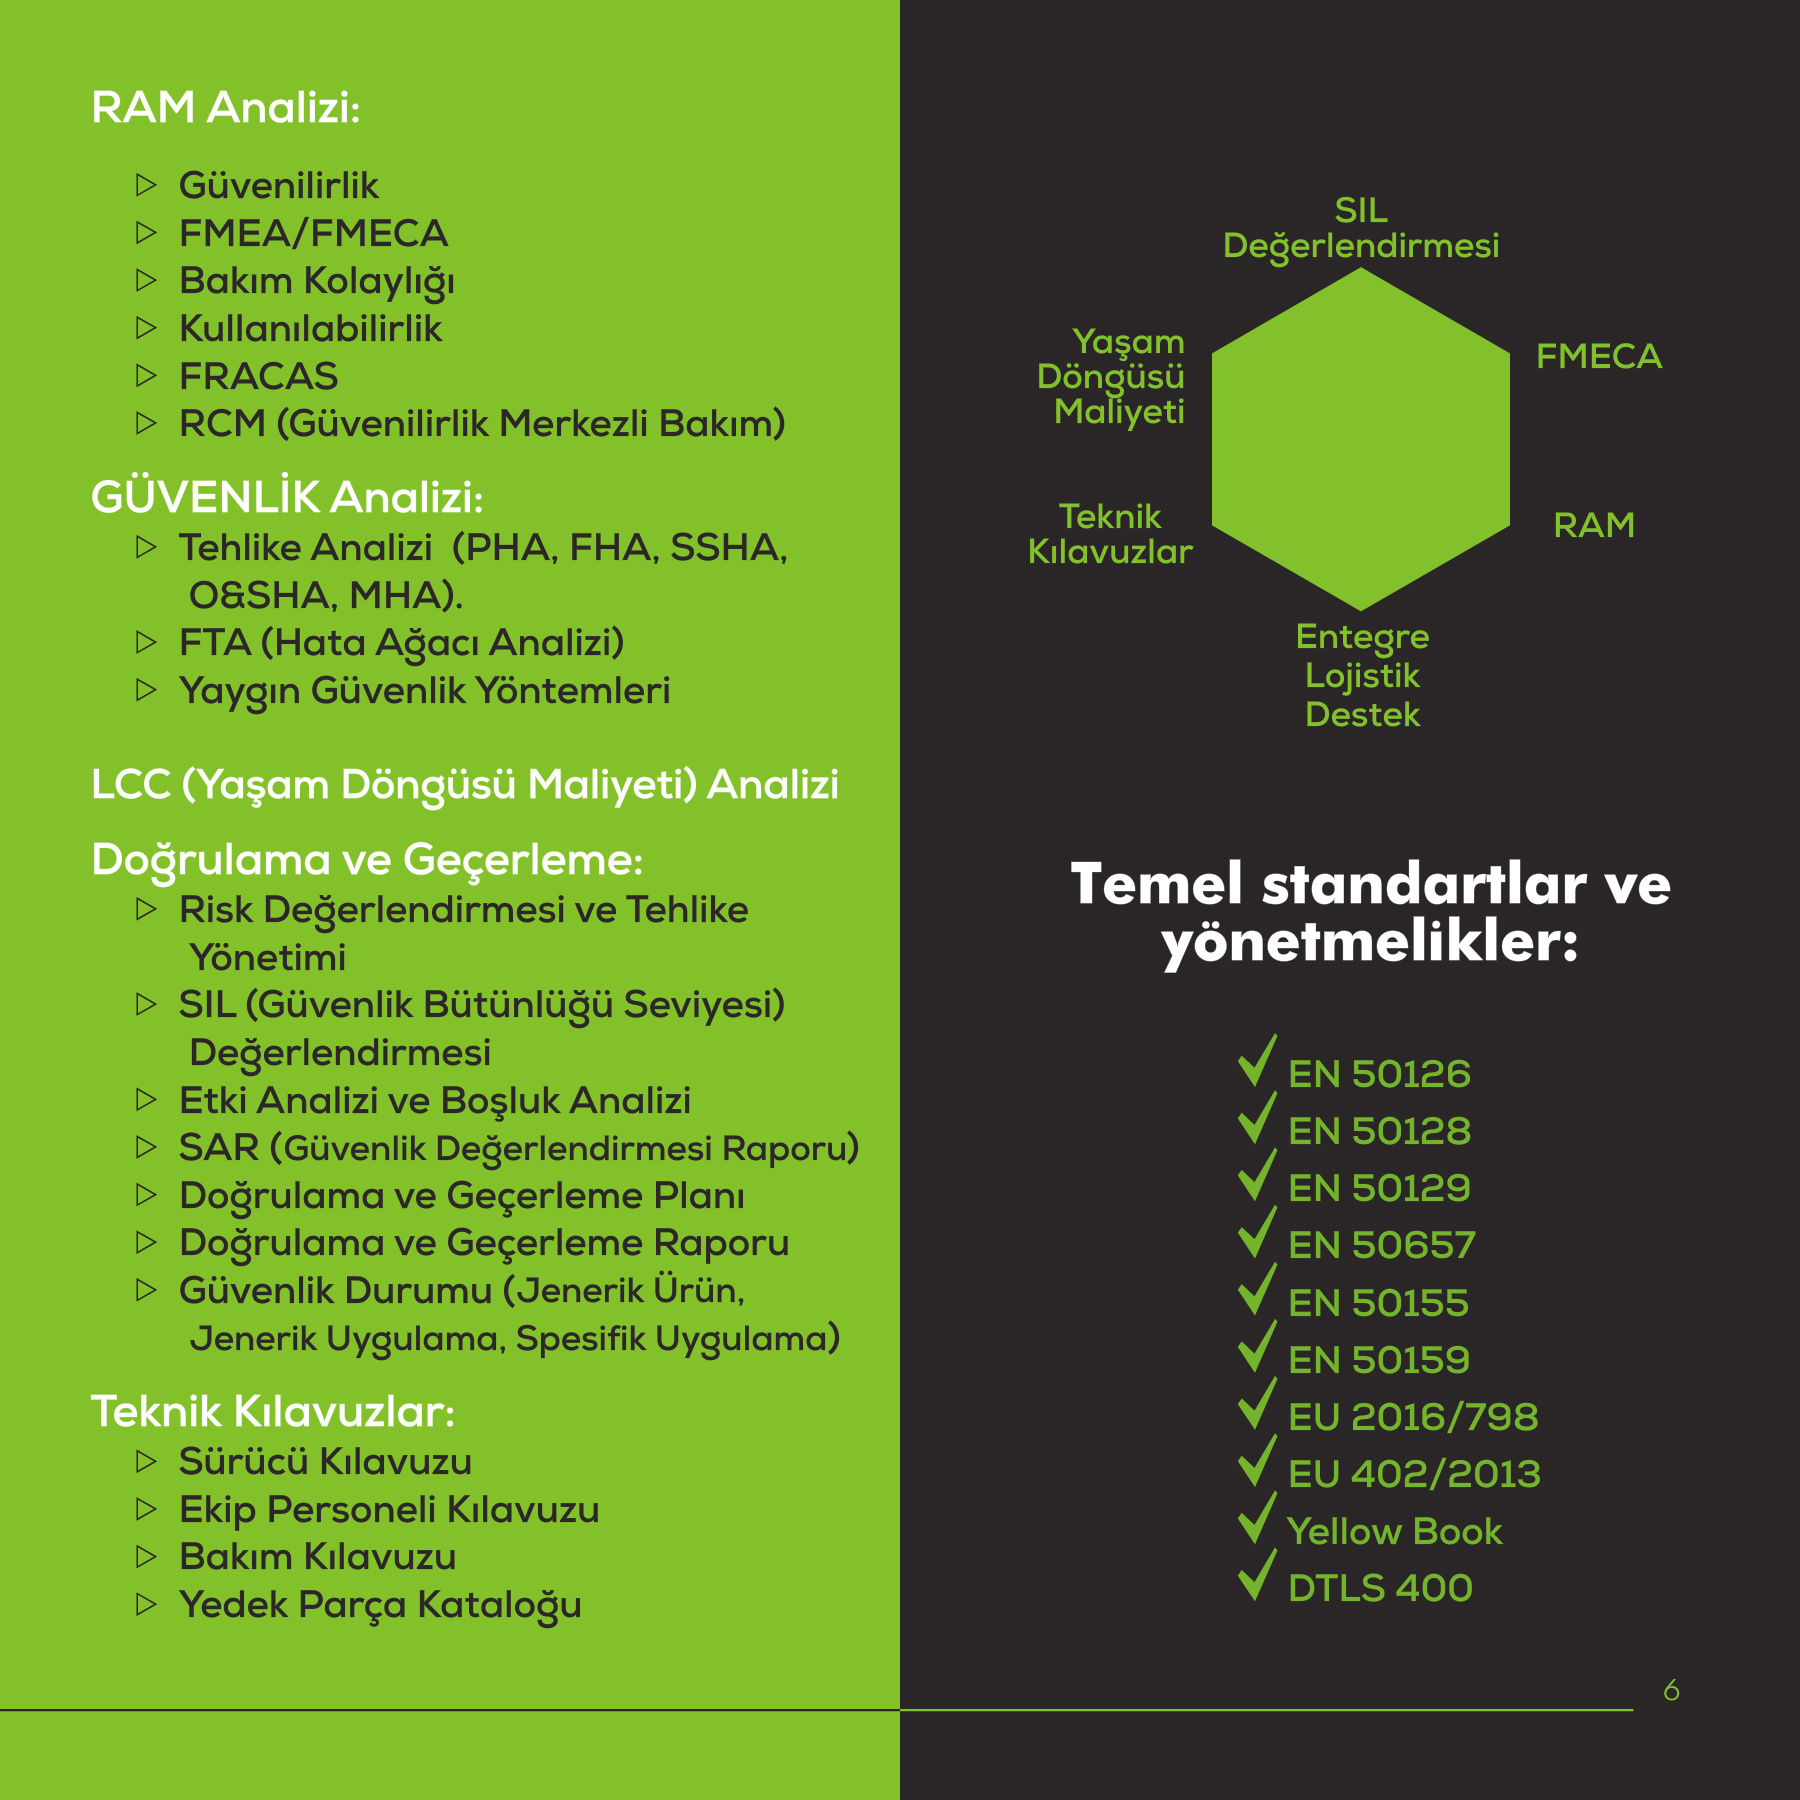 RAM Analizi:
▷ Güvenilirlik
▷ FMEA/FMECA
▷ Bakım Kolaylığı
▷ Kullanılabilirlik
▷ FRACAS
▷ RCM (Güvenilirlik Merkezli Bakım)
GÜVENLİK Analizi:
▷ Tehlike Analizi (PHA, FHA, SSHA,
O&SHA, MHA).
▷ FTA (Hata Ağacı Analizi)
▷ Yaygın Güvenlik Yöntemleri
LCC (Yaşam Döngüsü Maliyeti) Analizi
Doğrulama ve Geçerleme:
▷ Risk Değerlendirmesi ve Tehlike
Yönetimi
▷ SIL (Güvenlik Bütünlüğü Seviyesi)
Değerlendirmesi
▷ Etki Analizi ve Boşluk Analizi
▷ SAR (Güvenlik Değerlendirmesi Raporu)
▷ Doğrulama ve Geçerleme Planı
▷ Doğrulama ve Geçerleme Raporu
▷ Güvenlik Durumu (Jenerik Ürün,
Jenerik Uygulama, Spesifik Uygulama)
Teknik Kılavuzlar:
▷ Sürücü Kılavuzu
▷ Ekip Personeli Kılavuzu
▷ Bakım Kılavuzu
▷ Yedek Parça Kataloğu
SIL
Değerlendirmesi
Yaşam
Döngüsü
Maliyeti
FMECA
Teknik
Kılavuzlar
RAM
Entegre
Lojistik
Destek
Temel standartlar ve
yönetmelikler:
✓ EN 50126
✓ EN 50128
✓ EN 50129
✓ EN 50657
✓ EN 50155
✓ EN 50159
✓ EU 2016/798
✓ EU 402/2013
✓ Yellow Book
✓ DTLS 400
6